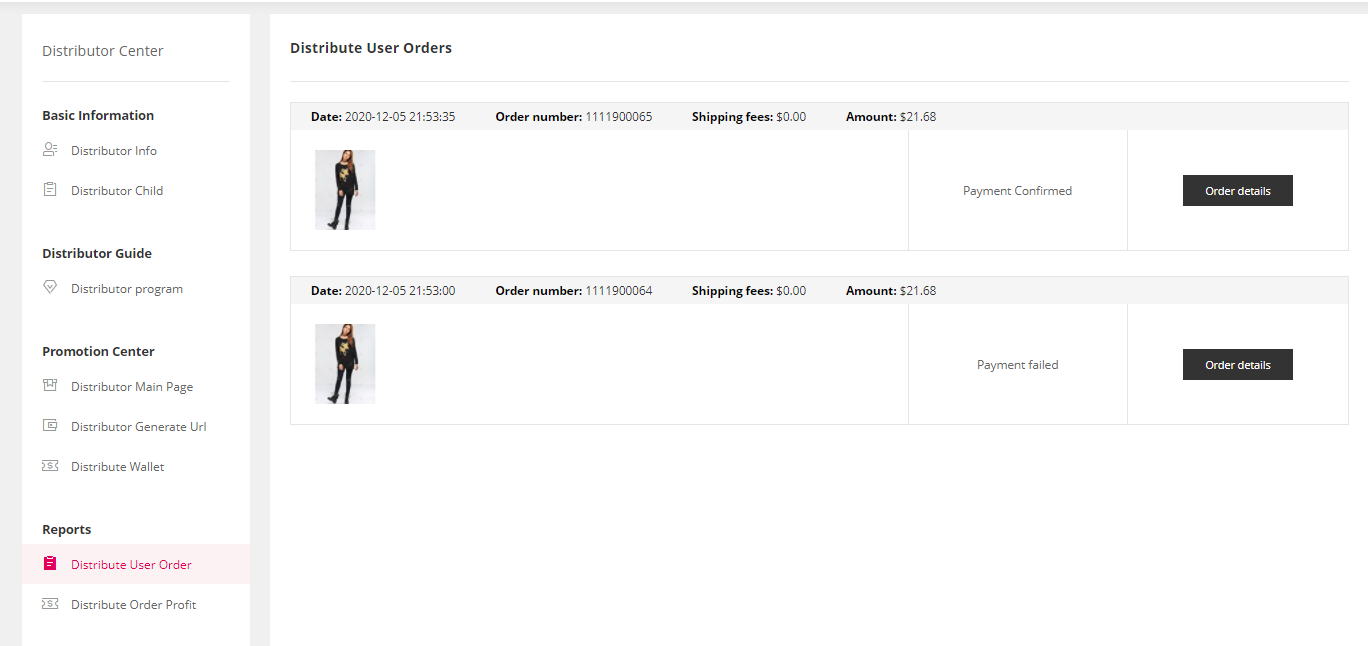 Distributor Center
Basic Information
Distributor Info
Distributor Child
Distributor Guide
Distributor program
Promotion Center
Distributor Main Page
Distributor Generate Url
Distribute Wallet
Reports
Distribute User Order
Distribute Order Profit
Distribute User Orders
Date: 2020-12-05 21:53:35 Order number: 1111900065 Shipping fees: $0.00 Amount: $21.68
Payment Confirmed
Order details
Date: 2020-12-05 21:53:00 Order number: 1111900064 Shipping fees: $0.00 Amount: $21.68
Payment failed
Order details